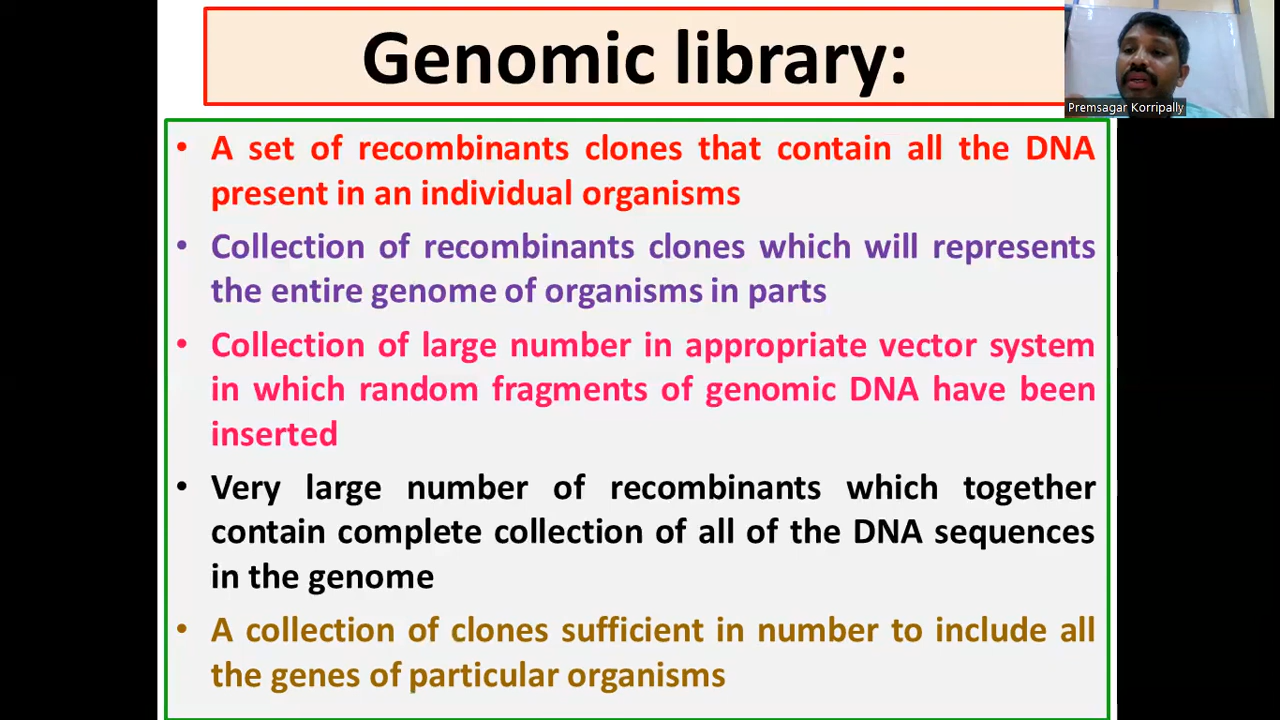 Genomic library:
Premsagar Korripally
• A set of recombinants clones that contain all the DNA
present in an individual organisms
• Collection of recombinants clones which will represents
the entire genome of organisms in parts
• Collection of large number in appropriate vector system
in which random fragments of genomic DNA have been
inserted
• Very large number of recombinants which together
contain complete collection of all of the DNA sequences
in the genome
• A collection of clones sufficient in number to include all
the genes of particular organisms